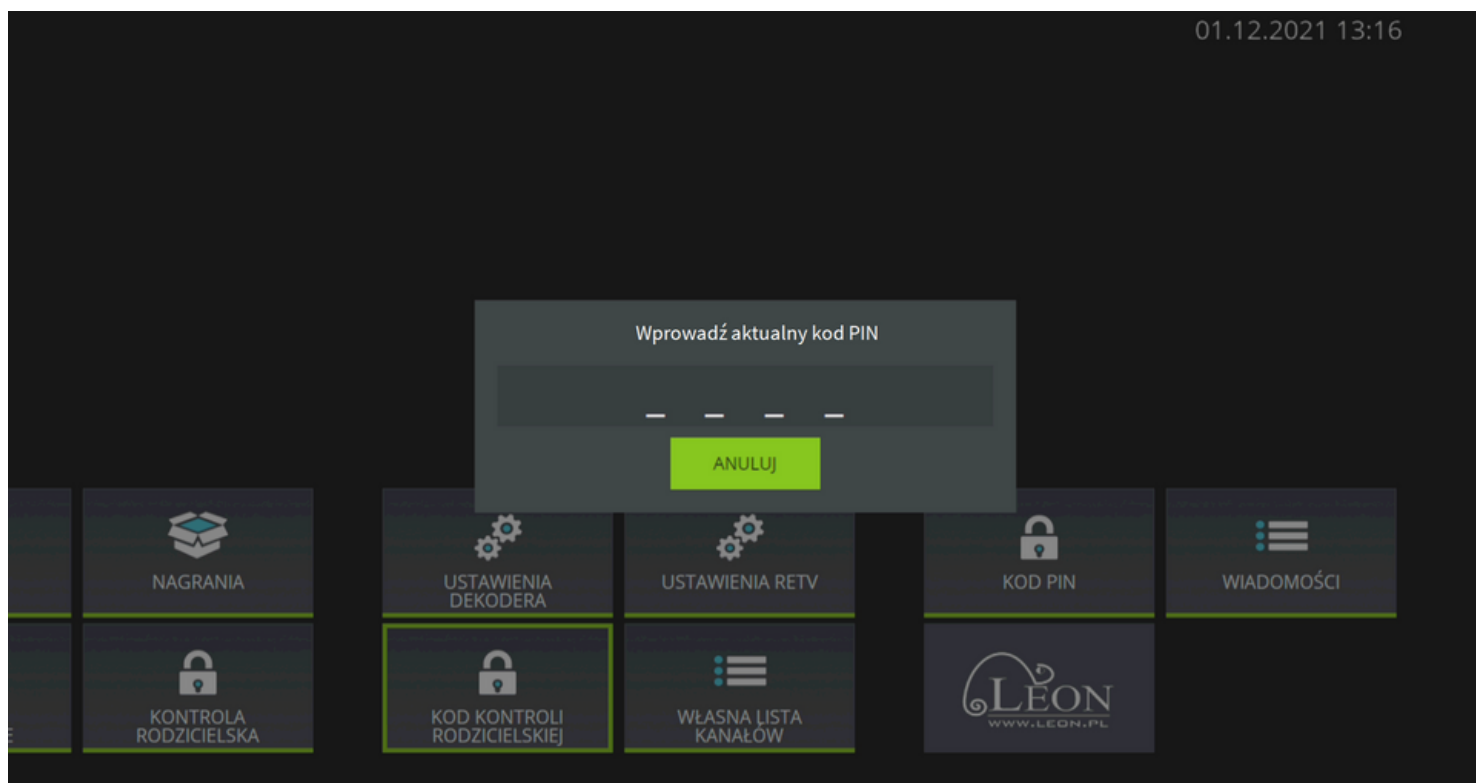 01.12.2021 13:16
Wprowadź aktualny kod PIN
ANULUJ
NAGRANIA
USTAWIENIA
DEKODERA
USTAWIENIA RETV
KOD PIN
WIADOMOŚCI
E
KONTROLA
RODZICIELSKA
KOD KONTROLI
RODZICIELSKIEJ
WŁASNA LISTA
KANAŁÓW
LEON
WWW.LEON.PL